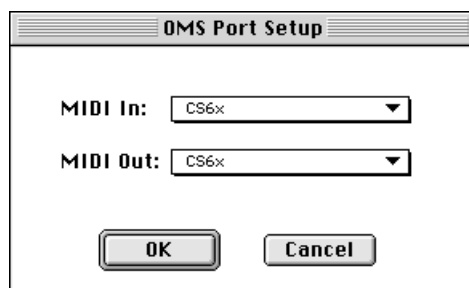 OMS Port Setup
MIDI In: CS6x
MIDI Out: CS6x
OK Cancel